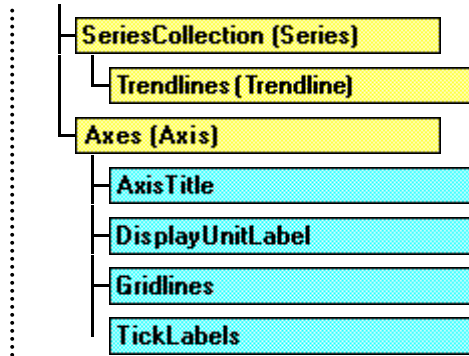 SeriesCollection (Series)
Trendlines (Trendline)
Axes (Axis)
AxisTitle
DisplayUnitLabel
Gridlines
TickLabels